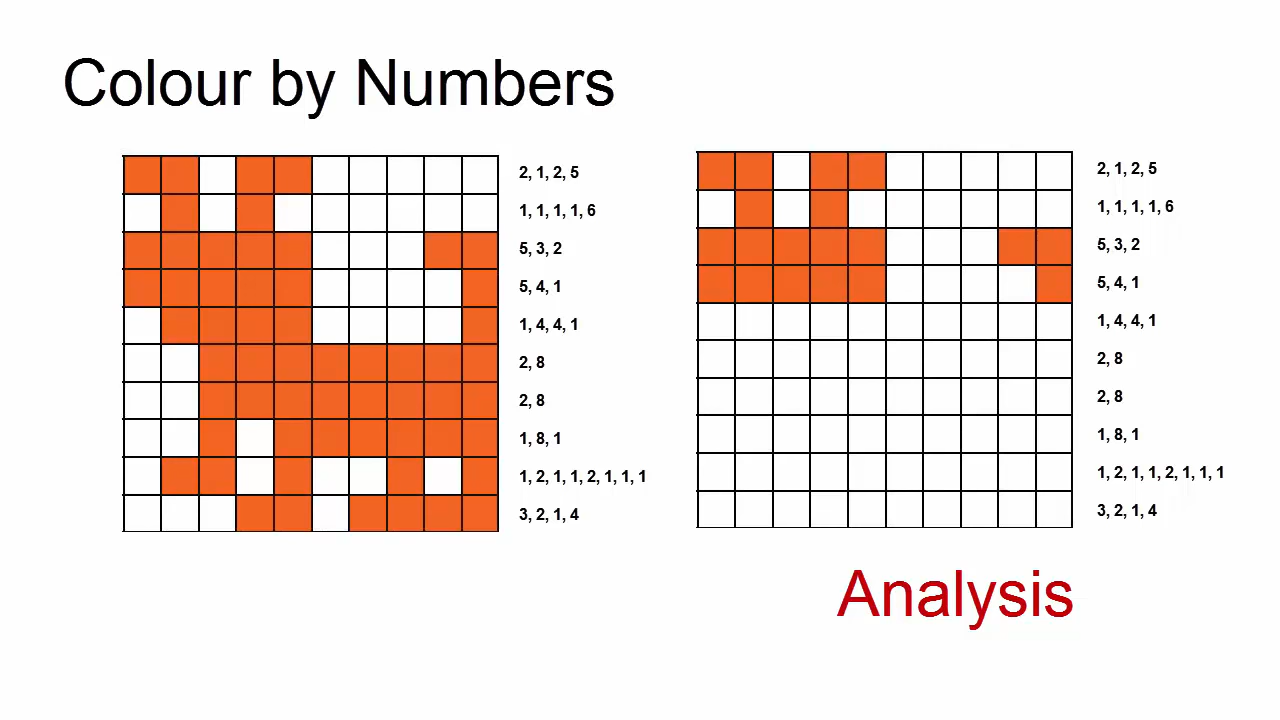 Colour by Numbers
2, 1, 2, 5
1, 1, 1, 1, 6
5, 3, 2
5, 4, 1
1, 4, 4, 1
2, 8
2, 8
1, 8, 1
1, 2, 1, 1, 2, 1, 1, 1
3, 2, 1, 4
2, 1, 2, 5
1, 1, 1, 1, 6
5, 3, 2
5, 4, 1
1, 4, 4, 1
2, 8
2, 8
1, 8, 1
1, 2, 1, 1, 2, 1, 1, 1
3, 2, 1, 4
Analysis